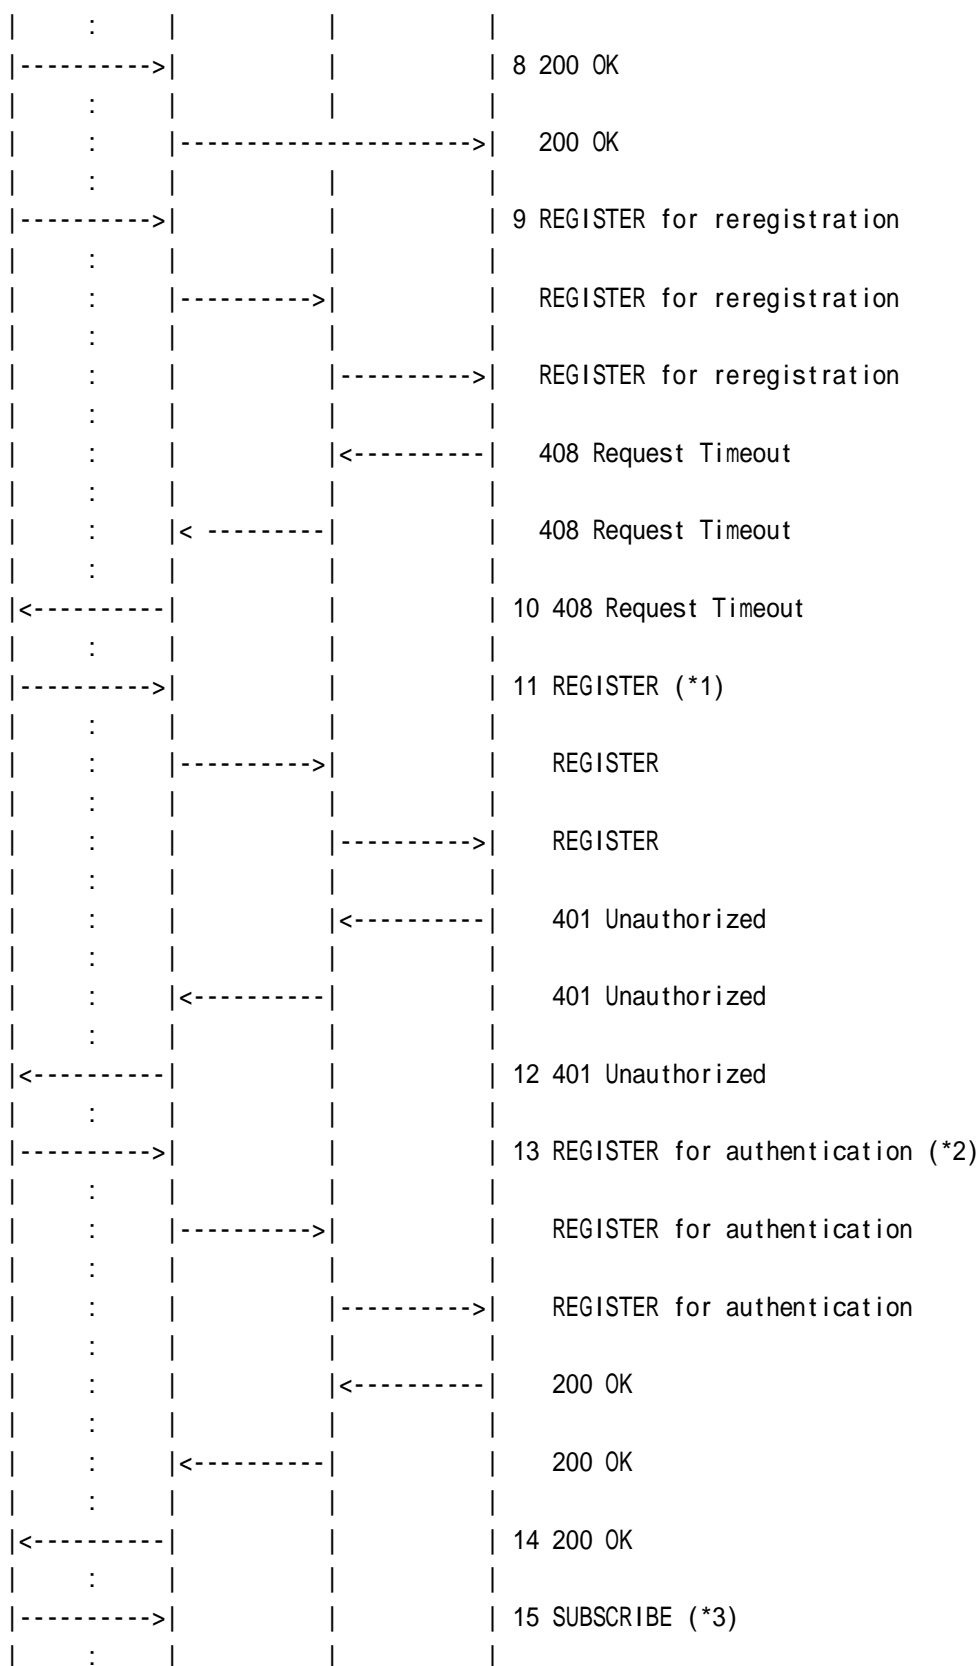 |     :     |           |           |
|---------->|           |           | 8 200 OK
|     :     |           |           |
|     :     |---------------------->|   200 OK
|     :     |           |           |
|---------->|           |           | 9 REGISTER for reregistration
|     :     |           |           |
|     :     |---------->|           |   REGISTER for reregistration
|     :     |           |           |
|     :     |           |---------->|   REGISTER for reregistration
|     :     |           |           |
|     :     |           |<----------|   408 Request Timeout
|     :     |           |           |
|     :     |< ---------|           |   408 Request Timeout
|     :     |           |           |
|<----------|           |           | 10 408 Request Timeout
|     :     |           |           |
|---------->|           |           | 11 REGISTER (*1)
|     :     |           |           |
|     :     |---------->|           |    REGISTER
|     :     |           |           |
|     :     |           |---------->|    REGISTER
|     :     |           |           |
|     :     |           |<----------|    401 Unauthorized
|     :     |           |           |
|     :     |<----------|           |    401 Unauthorized
|     :     |           |           |
|<----------|           |           | 12 401 Unauthorized
|     :     |           |           |
|---------->|           |           | 13 REGISTER for authentication (*2)
|     :     |           |           |
|     :     |---------->|           |    REGISTER for authentication
|     :     |           |           |
|     :     |           |---------->|    REGISTER for authentication
|     :     |           |           |
|     :     |           |<----------|    200 OK
|     :     |           |           |
|     :     |<----------|           |    200 OK
|     :     |           |           |
|<----------|           |           | 14 200 OK
|     :     |           |           |
|---------->|           |           | 15 SUBSCRIBE (*3)
|     :     |           |           |